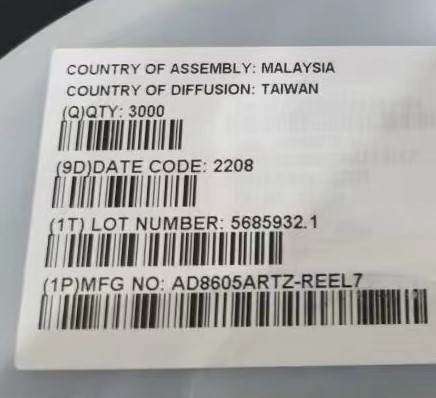 COUNTRY OF ASSEMBLY: MALAYSIA
COUNTRY OF DIFFUSION: TAIWAN
(Q)QTY: 3000
(9D)DATE CODE: 2208
(1T) LOT NUMBER: 5685932.1
(1P)MFG NO: AD8605ARTZ-REEL7